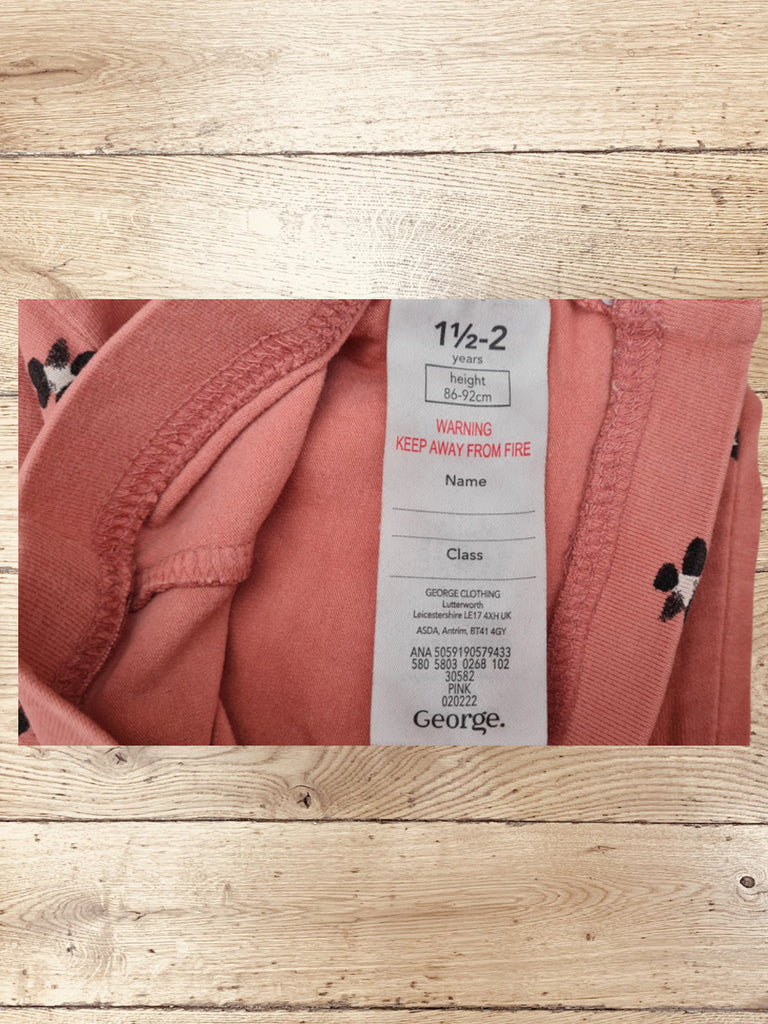 1½-2
years
height
86-92cm
WARNING
KEEP AWAY FROM FIRE
Name
Class
GEORGE CLOTHING
Lutterworth
Leicestershire LE17 4XH UK
ASDA, Antrim, BT41 4GY
ANA 5059190579433
580 5803 0268 102
30582
PINK
020222
George.